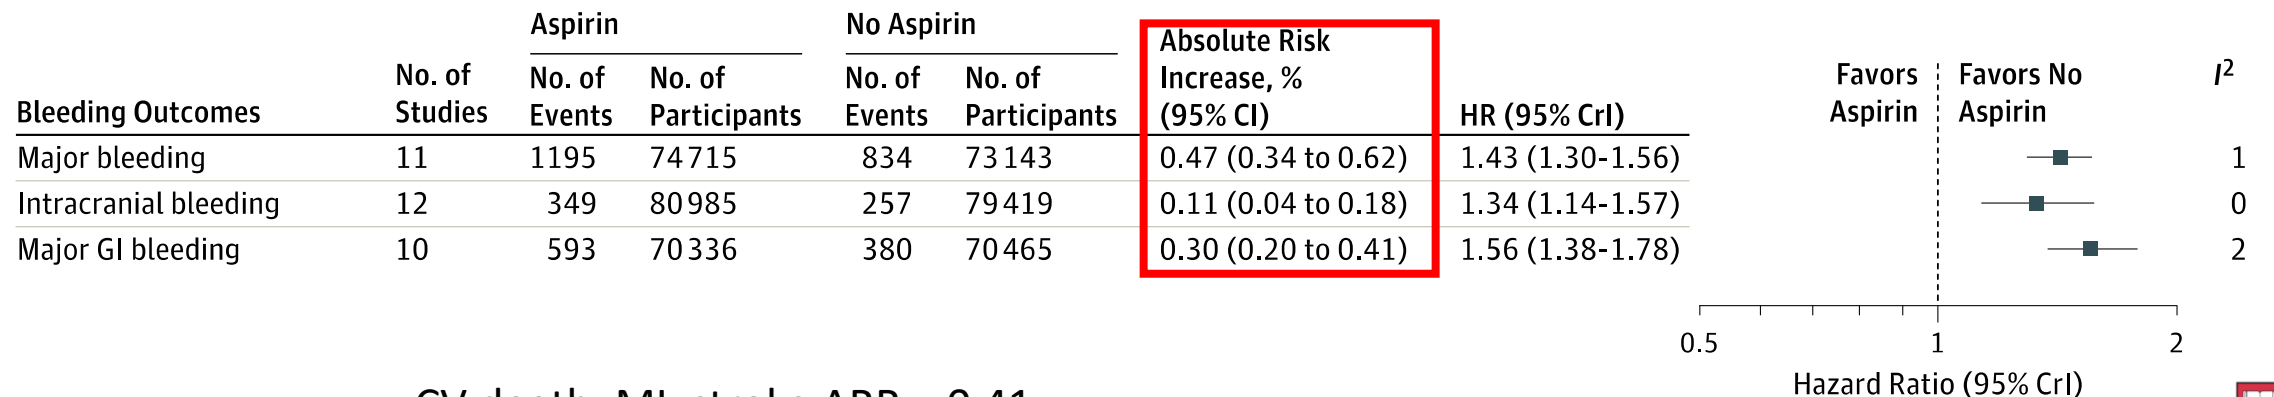 Aspirin No Aspirin
Absolute Risk
No. of No. of No. of No. of No. of Increase, % Favors Favors No I²
Bleeding Outcomes Studies Events Participants Events Participants (95% CI) HR (95% CrI) Aspirin Aspirin
Major bleeding 11 1195 74715 834 73143 0.47 (0.34 to 0.62) 1.43 (1.30-1.56) 1
Intracranial bleeding 12 349 80985 257 79419 0.11 (0.04 to 0.18) 1.34 (1.14-1.57) 0
Major GI bleeding 10 593 70336 380 70465 0.30 (0.20 to 0.41) 1.56 (1.38-1.78) 2
0.5 1 2
Hazard Ratio (95% CrI)